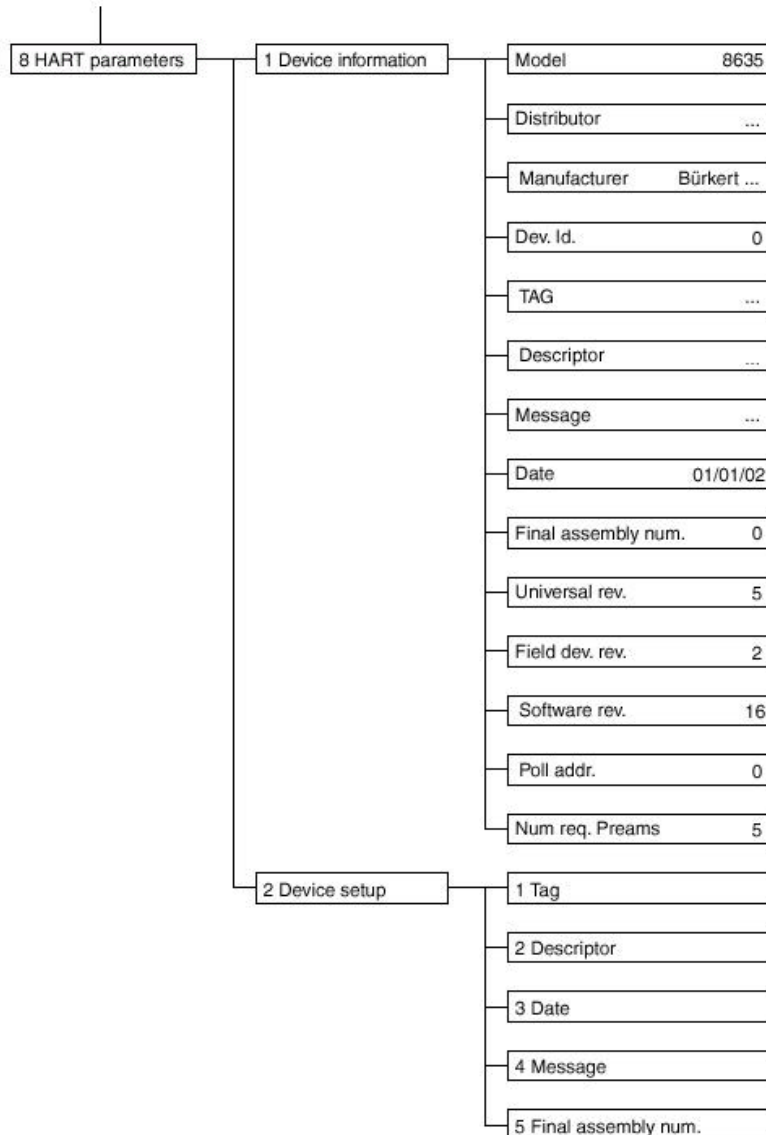 8 HART parameters
1 Device information
Model 8635
Distributor ...
Manufacturer Bürkert ...
Dev. Id. 0
TAG ...
Descriptor ...
Message ...
Date 01/01/02
Final assembly num. 0
Universal rev. 5
Field dev. rev. 2
Software rev. 16
Poll addr. 0
Num req. Preams 5
2 Device setup
1 Tag
2 Descriptor
3 Date
4 Message
5 Final assembly num.